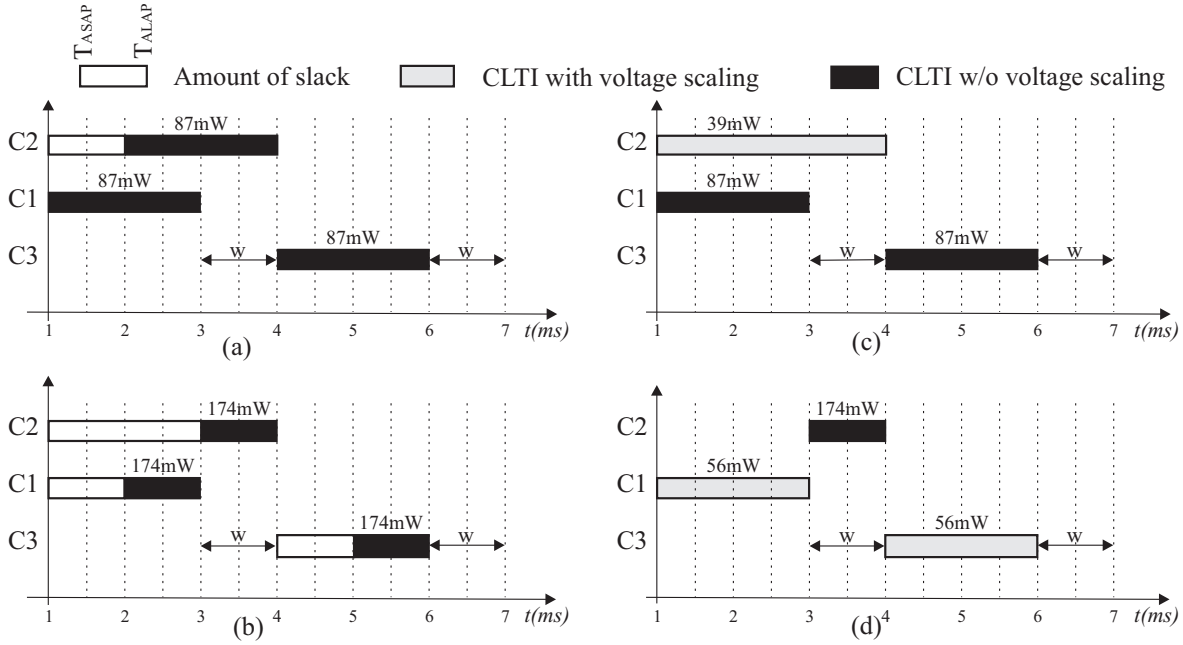 TASAP
TALAP
Amount of slack
CLTI with voltage scaling
CLTI w/o voltage scaling
C2
87mW
C1
87mW
C3
87mW
w
w
1 2 3 4 5 6 7 t(ms)
(a)
C2
39mW
C1
87mW
C3
87mW
w
w
1 2 3 4 5 6 7 t(ms)
(c)
C2
174mW
C1
174mW
C3
174mW
w
w
1 2 3 4 5 6 7 t(ms)
(b)
C2
174mW
C1
56mW
C3
56mW
w
w
1 2 3 4 5 6 7 t(ms)
(d)